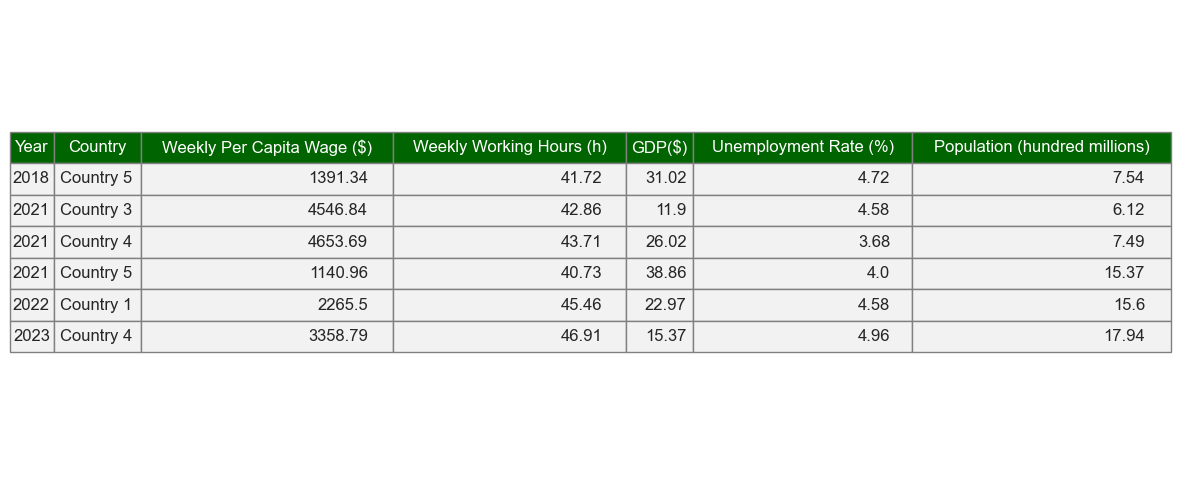 Year Country Weekly Per Capita Wage ($) Weekly Working Hours (h) GDP($) Unemployment Rate (%) Population (hundred millions)
2018 Country 5 1391.34 41.72 31.02 4.72 7.54
2021 Country 3 4546.84 42.86 11.9 4.58 6.12
2021 Country 4 4653.69 43.71 26.02 3.68 7.49
2021 Country 5 1140.96 40.73 38.86 4.0 15.37
2022 Country 1 2265.5 45.46 22.97 4.58 15.6
2023 Country 4 3358.79 46.91 15.37 4.96 17.94